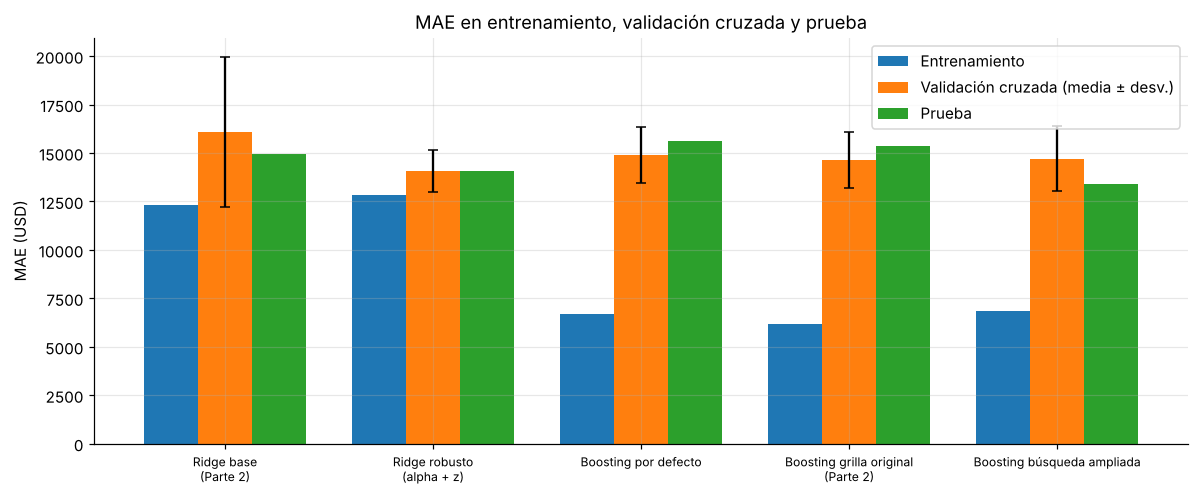 MAE en entrenamiento, validación cruzada y prueba
Entrenamiento
Validación cruzada (media ± desv.)
Prueba
MAE (USD)
20000
17500
15000
12500
10000
7500
5000
2500
0
Ridge base
(Parte 2)
Ridge robusto
(alpha + z)
Boosting por defecto
Boosting grilla original
(Parte 2)
Boosting búsqueda ampliada